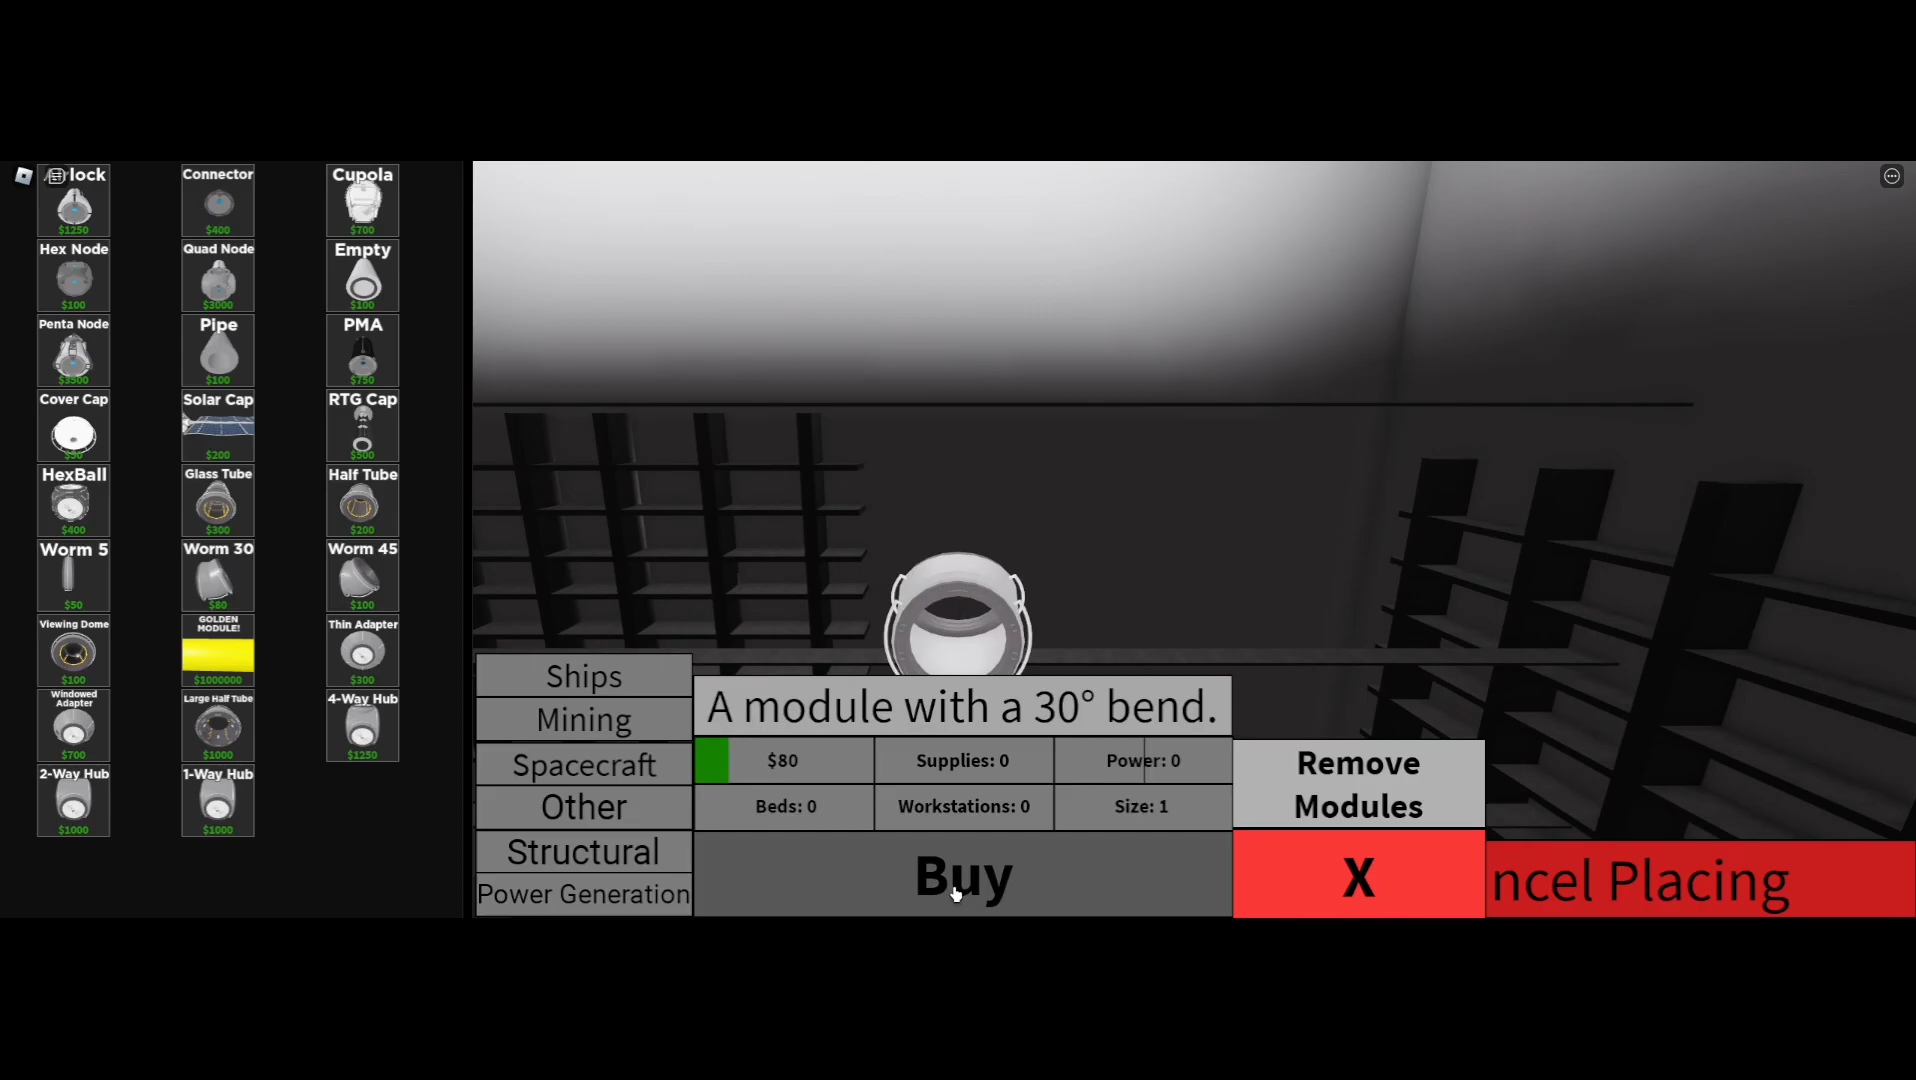 lock
$1250
Connector
$400
Cupola
$700
Hex Node
$100
Quad Node
$3000
Empty
$100
Penta Node
$3500
Pipe
$100
PMA
$750
Cover Cap
$50
Solar Cap
$200
RTG Cap
$500
HexBall
$400
Glass Tube
$300
Half Tube
$200
Worm 5
$50
Worm 30
$80
Worm 45
$100
Viewing Dome
$100
GOLDEN
MODULE!
$1000000
Thin Adapter
$300
Windowed
Adapter
$700
Large Half Tube
$1000
4-Way Hub
$1250
2-Way Hub
$1000
1-Way Hub
$1000
Ships
Mining
Spacecraft
Other
Structural
Power Generation
A module with a 30° bend.
$80
Supplies: 0
Power: 0
Beds: 0
Workstations: 0
Size: 1
Buy
Remove
Modules
X
ncel Placing